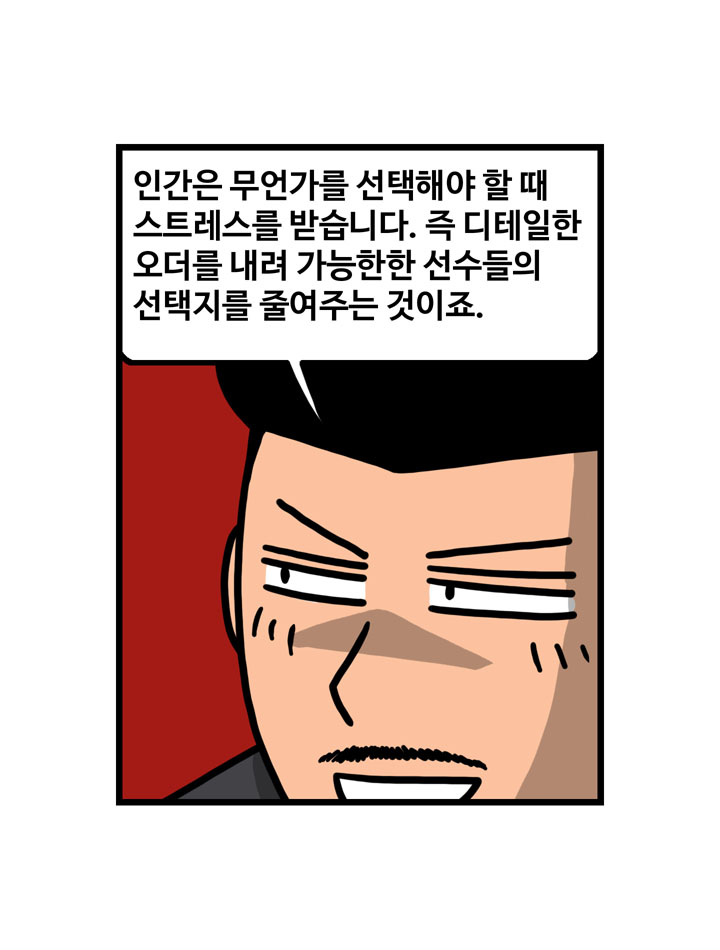 인간은 무언가를 선택해야 할 때
스트레스를 받습니다. 즉 디테일한
오더를 내려 가능한한 선수들의
선택지를 줄여주는 것이죠.